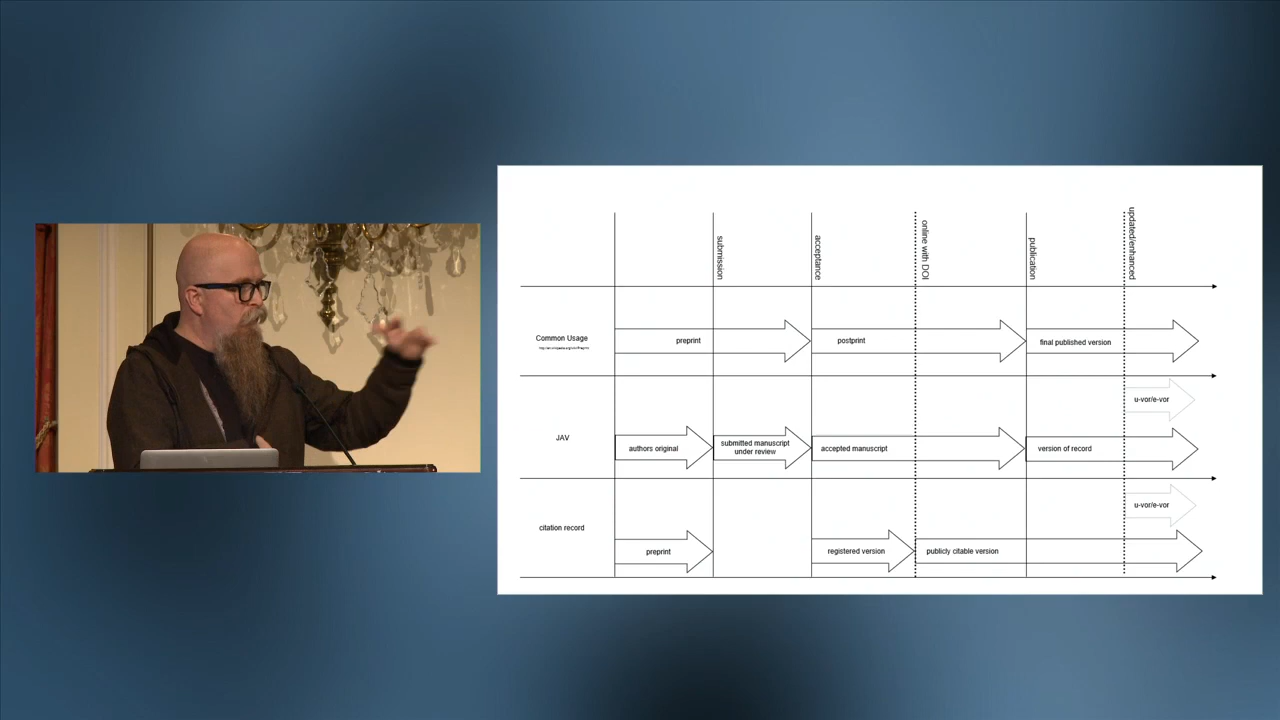 submission
acceptance
online with DOI
publication
updated/enhanced
Common Usage
preprint
postprint
final published version
u-vor/e-vor
JAV
authors original
submitted manuscript
under review
accepted manuscript
version of record
u-vor/e-vor
citation record
preprint
registered version
publicly citable version